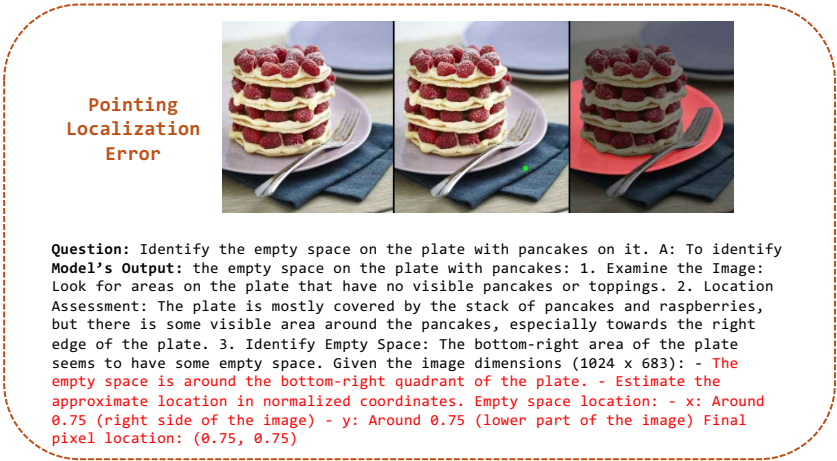 Pointing
Localization
Error
Question: Identify the empty space on the plate with pancakes on it. A: To identify
Model’s Output: the empty space on the plate with pancakes: 1. Examine the Image:
Look for areas on the plate that have no visible pancakes or toppings. 2. Location
Assessment: The plate is mostly covered by the stack of pancakes and raspberries,
but there is some visible area around the pancakes, especially towards the right
edge of the plate. 3. Identify Empty Space: The bottom-right area of the plate
seems to have some empty space. Given the image dimensions (1024 x 683): - The
empty space is around the bottom-right quadrant of the plate. - Estimate the
approximate location in normalized coordinates. Empty space location: - x: Around
0.75 (right side of the image) - y: Around 0.75 (lower part of the image) Final
pixel location: (0.75, 0.75)